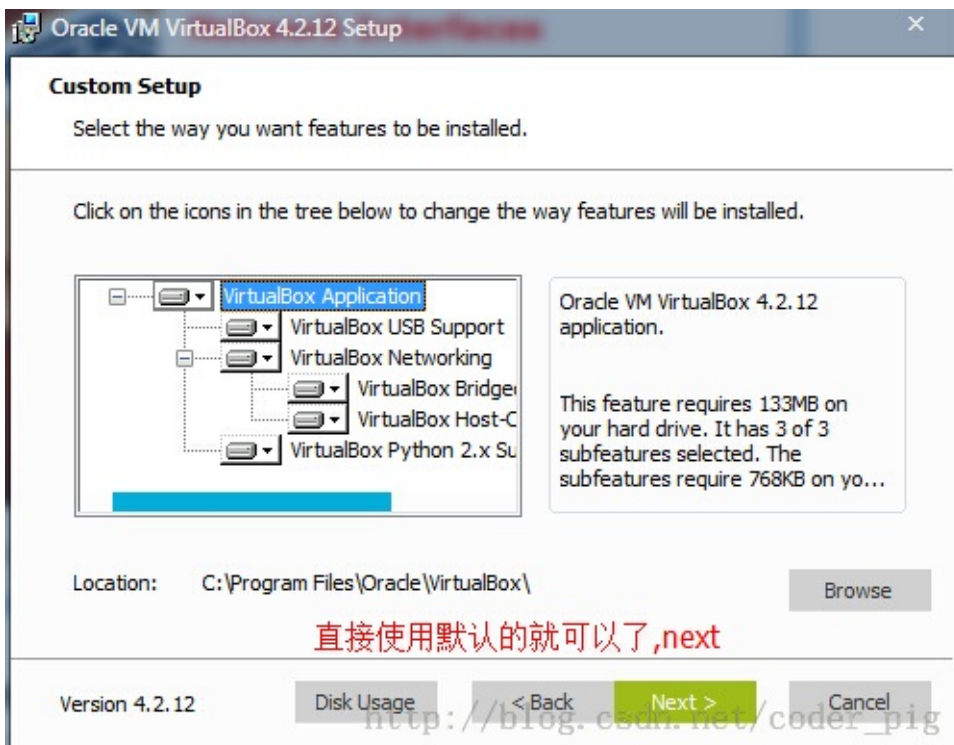 Oracle VM VirtualBox 4.2.12 Setup
Custom Setup
Select the way you want features to be installed.
Click on the icons in the tree below to change the way features will be installed.
VirtualBox Application
VirtualBox USB Support
VirtualBox Networking
VirtualBox Bridge
VirtualBox Host-C
VirtualBox Python 2.x Su
Oracle VM VirtualBox 4.2.12
application.
This feature requires 133MB on
your hard drive. It has 3 of 3
subfeatures selected. The
subfeatures require 768KB on yo...
Location: C:\Program Files\Oracle\VirtualBox\
Browse
直接使用默认的就可以了,next
Version 4.2.12
Disk Usage
< Back
Next >
Cancel
http://blog.csdn.net/coder_pig